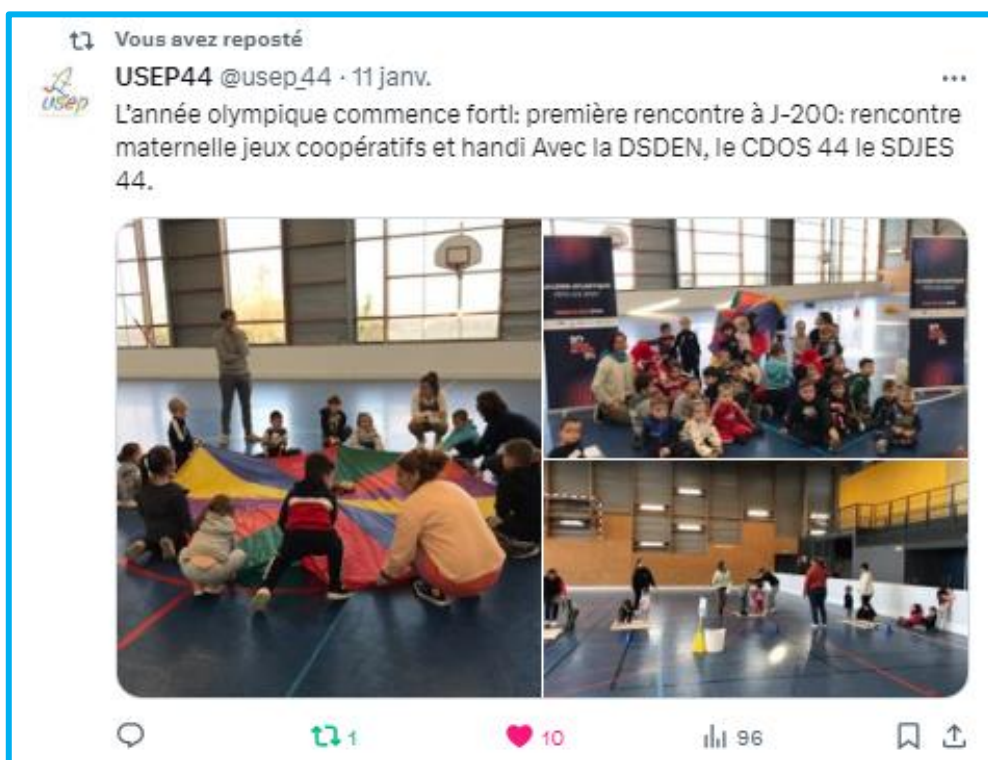 Vous avez reposté
usep
USEP44 @usep_44 · 11 janv.
L'année olympique commence fort!: première rencontre à J-200: rencontre
maternelle jeux coopératifs et handi Avec la DSDEN, le CDOS 44 le SDJES
44.
1
10
96